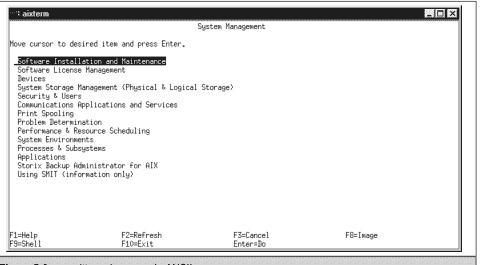 aixterm
System Management
Move cursor to desired item and press Enter.
Software Installation and Maintenance
Software License Management
Devices
System Storage Management (Physical & Logical Storage)
Security & Users
Communications Applications and Services
Print Spooling
Problem Determination
Performance & Resource Scheduling
System Environments
Processes & Subsystems
Applications
Storix Backup Administrator for AIX
Using SMIT (information only)
F1=Help F2=Refresh F3=Cancel F8=Image
F9=Shell F10=Exit Enter=Do